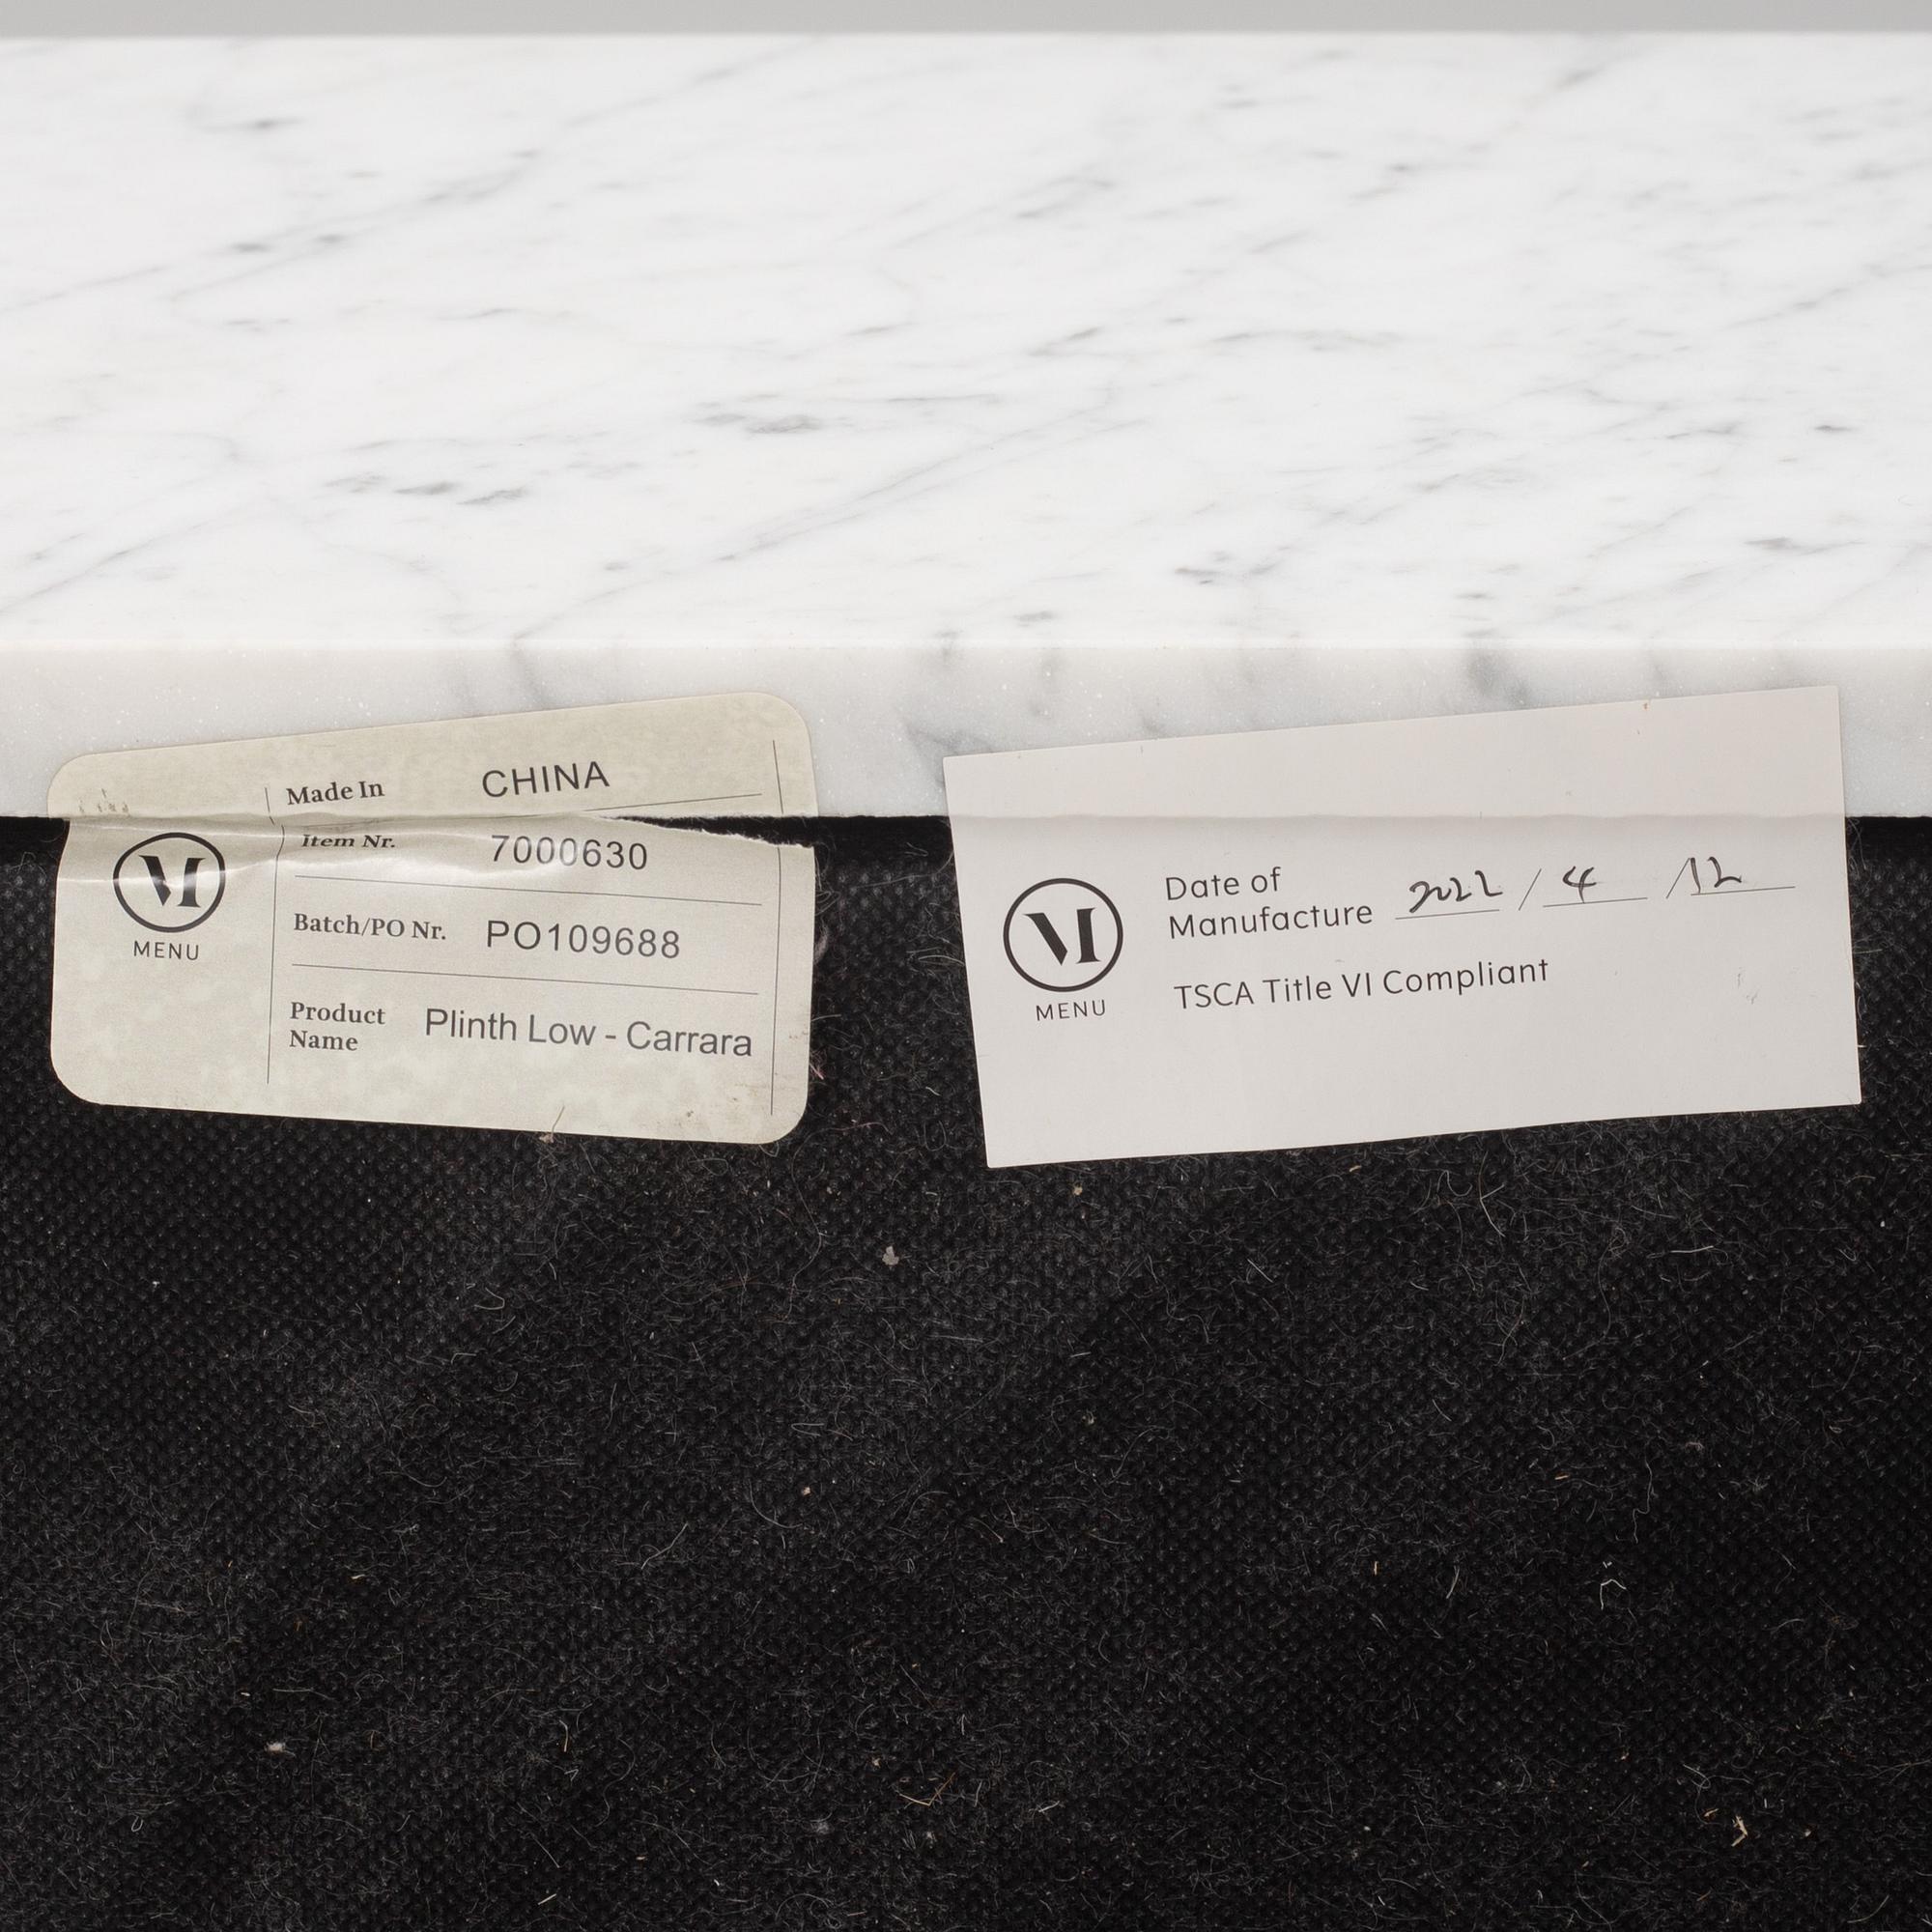 Made In CHINA
Item Nr. 7000630
Batch/PO Nr. PO109688
Product
Name Plinth Low - Carrara
M
MENU
Date of
Manufacture 2022 / 4 / 12
TSCA Title VI Compliant
M
MENU